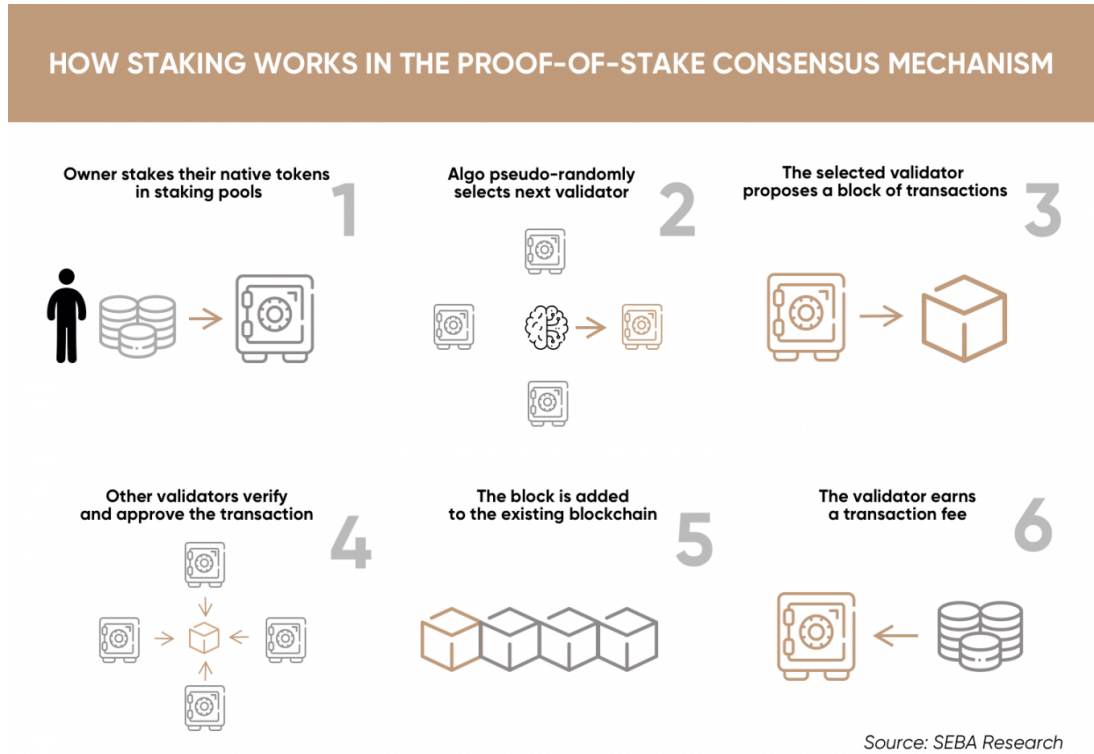 HOW STAKING WORKS IN THE PROOF-OF-STAKE CONSENSUS MECHANISM
Owner stakes their native tokens
in staking pools
1
Algo pseudo-randomly
selects next validator
2
The selected validator
proposes a block of transactions
3
Other validators verify
and approve the transaction
4
The block is added
to the existing blockchain
5
The validator earns
a transaction fee
6
Source: SEBA Research